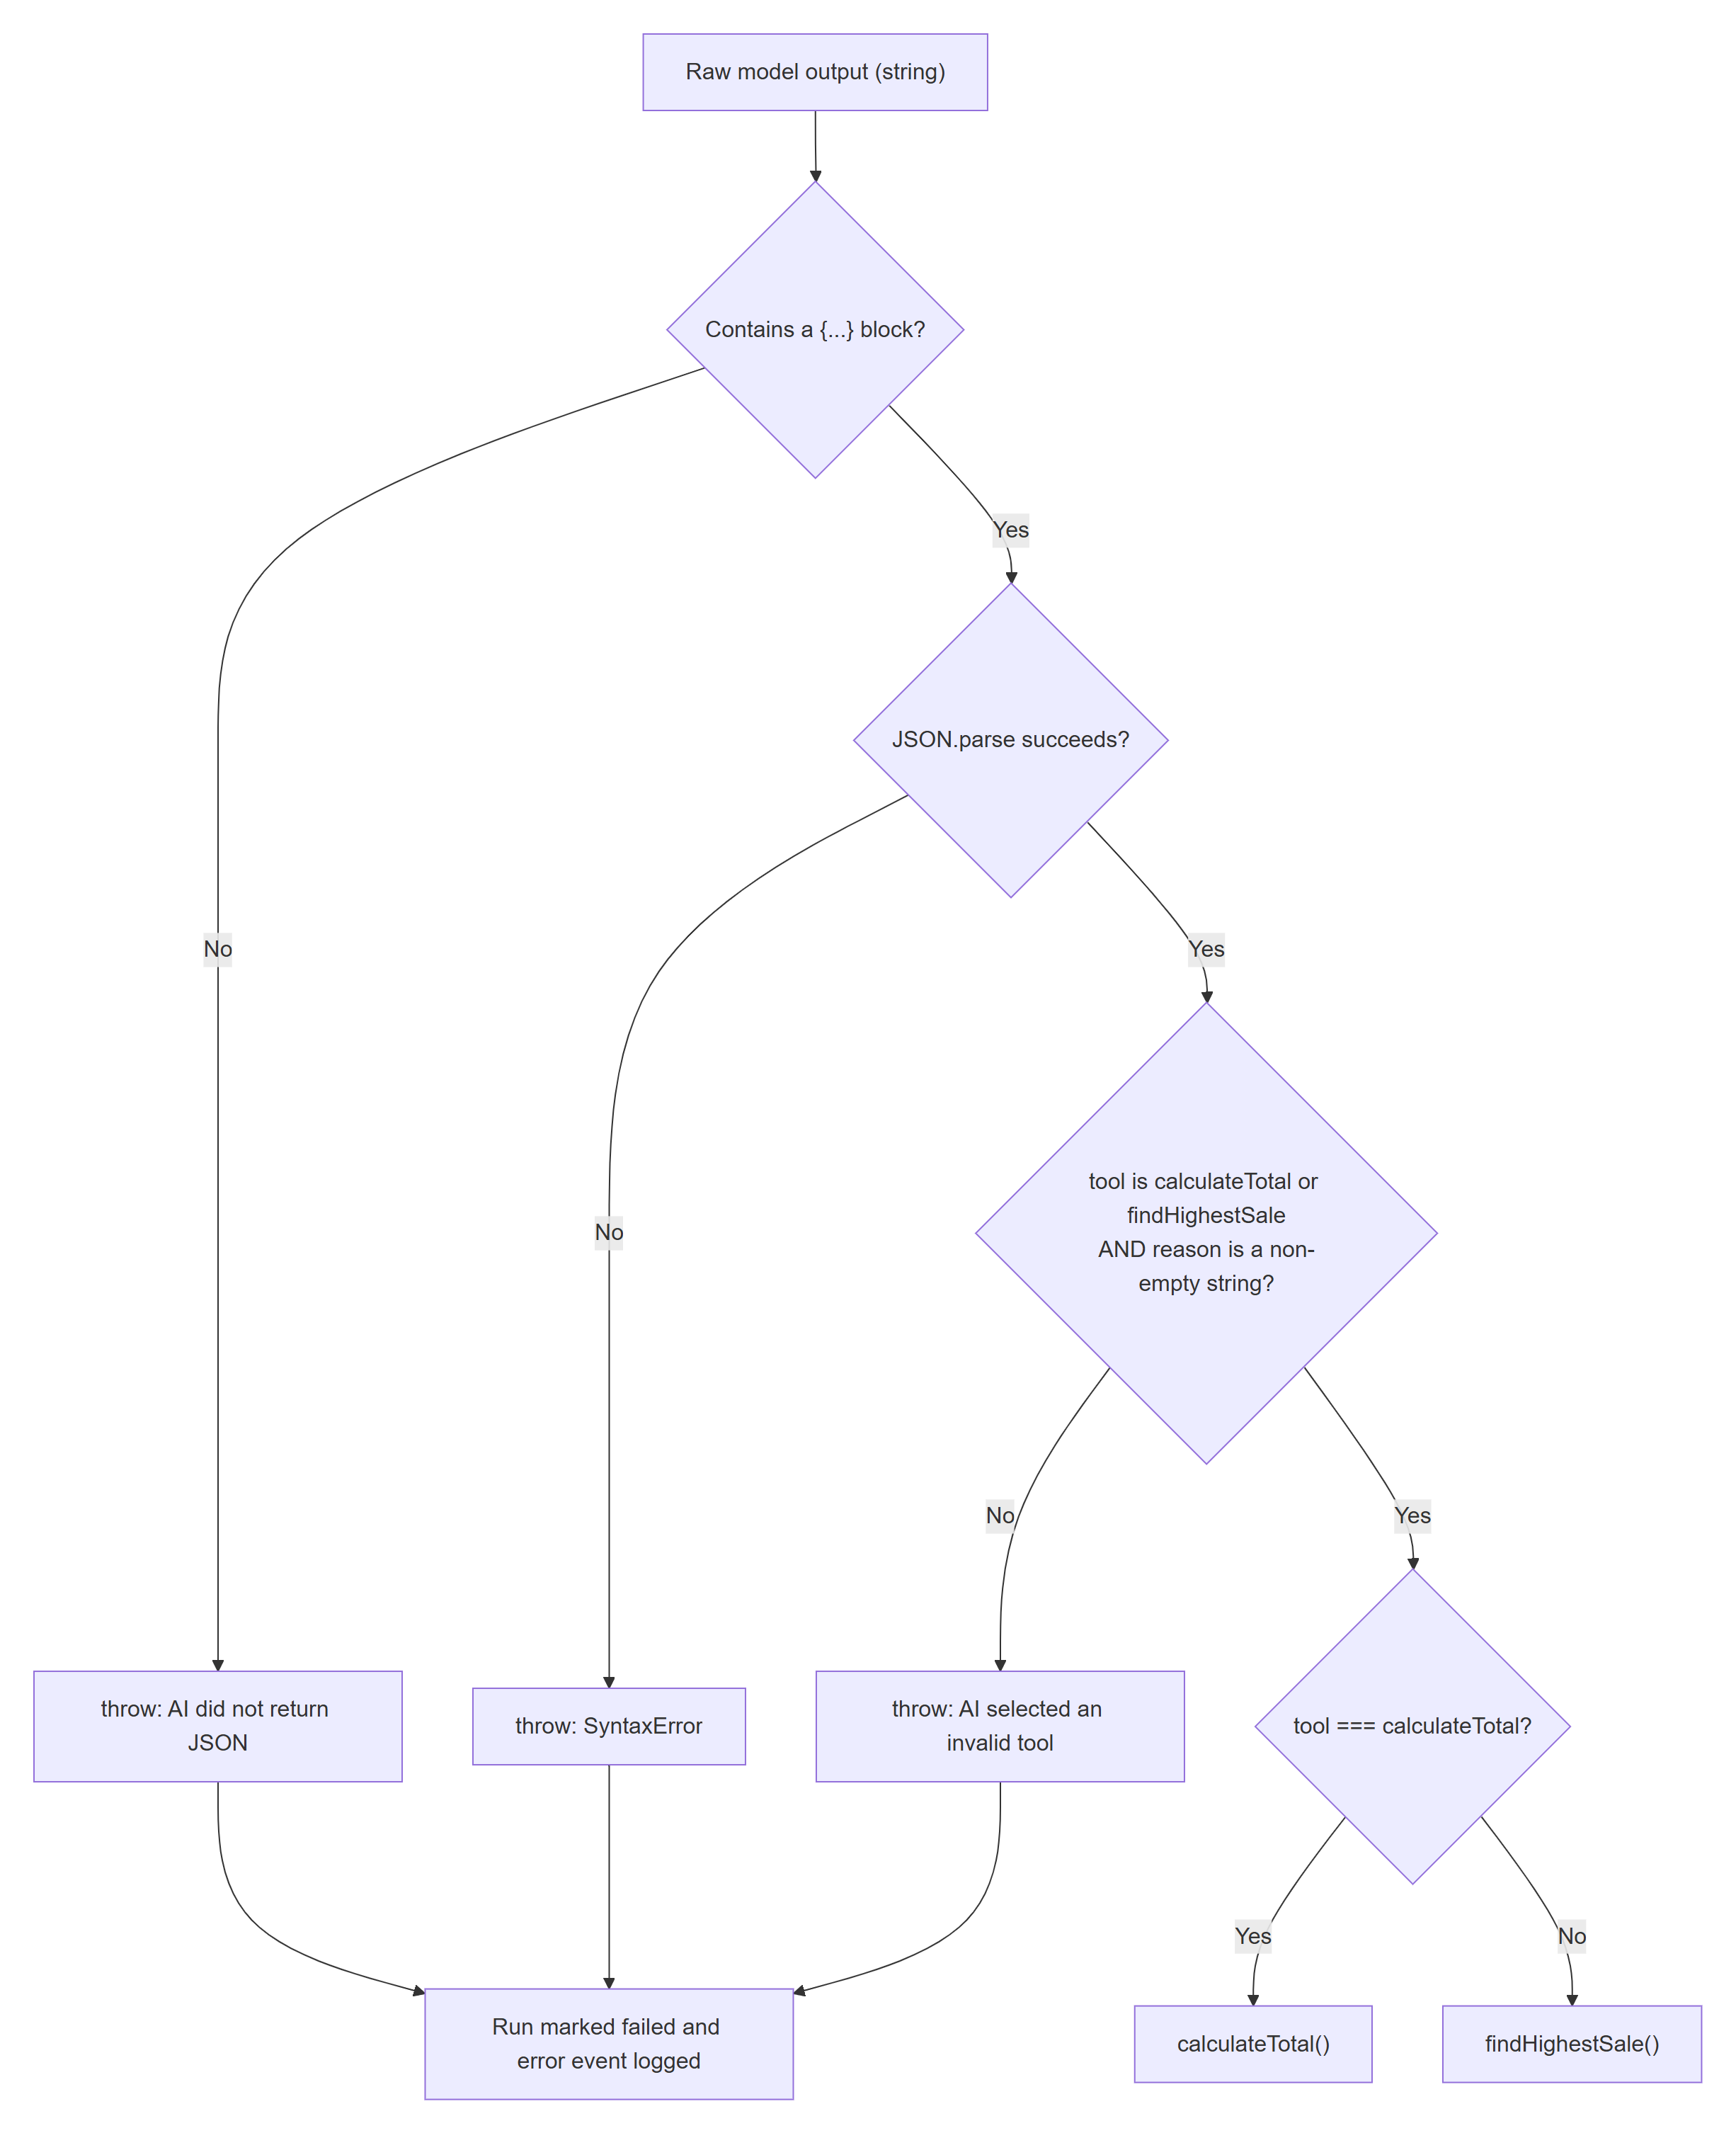 Raw model output (string)
Contains a {...} block?
Yes
JSON.parse succeeds?
No
Yes
tool is calculateTotal or
findHighestSale
AND reason is a non-
empty string?
No
No
Yes
throw: AI did not return
JSON
throw: SyntaxError
throw: AI selected an
invalid tool
tool === calculateTotal?
Yes
No
Run marked failed and
error event logged
calculateTotal()
findHighestSale()